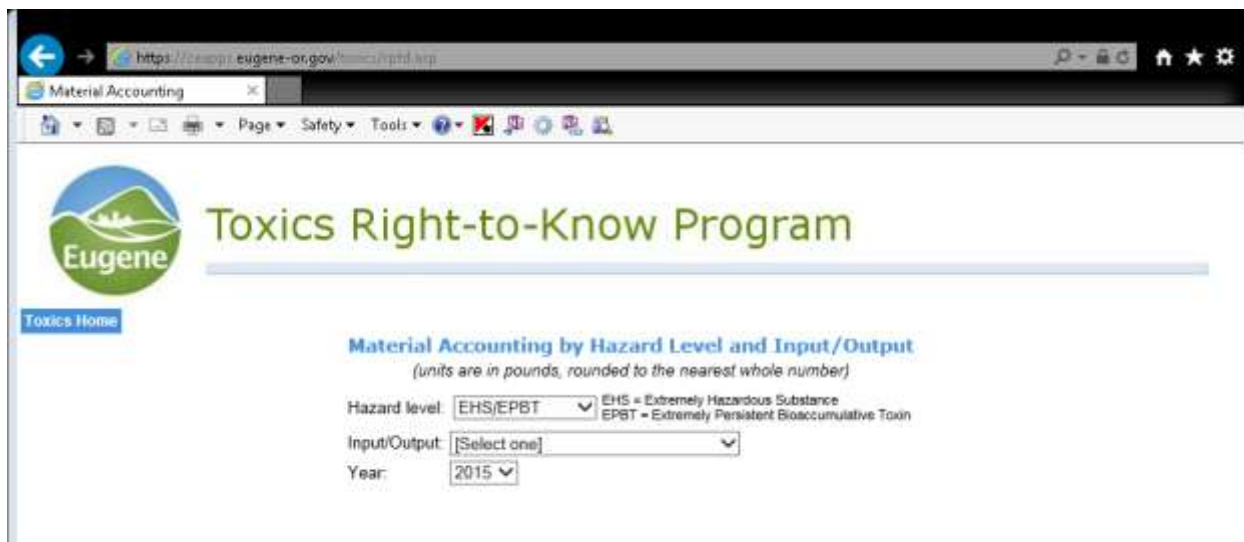 https://ceapps.eugene-or.gov/toxics/
Material Accounting
Page Safety Tools
Eugene
Toxics Right-to-Know Program
Toxics Home
Material Accounting by Hazard Level and Input/Output
(units are in pounds, rounded to the nearest whole number)
Hazard level: EHS/EPBT EHS = Extremely Hazardous Substance
EPBT = Extremely Persistent Bioaccumulative Toxin
Input/Output: [Select one]
Year: 2015